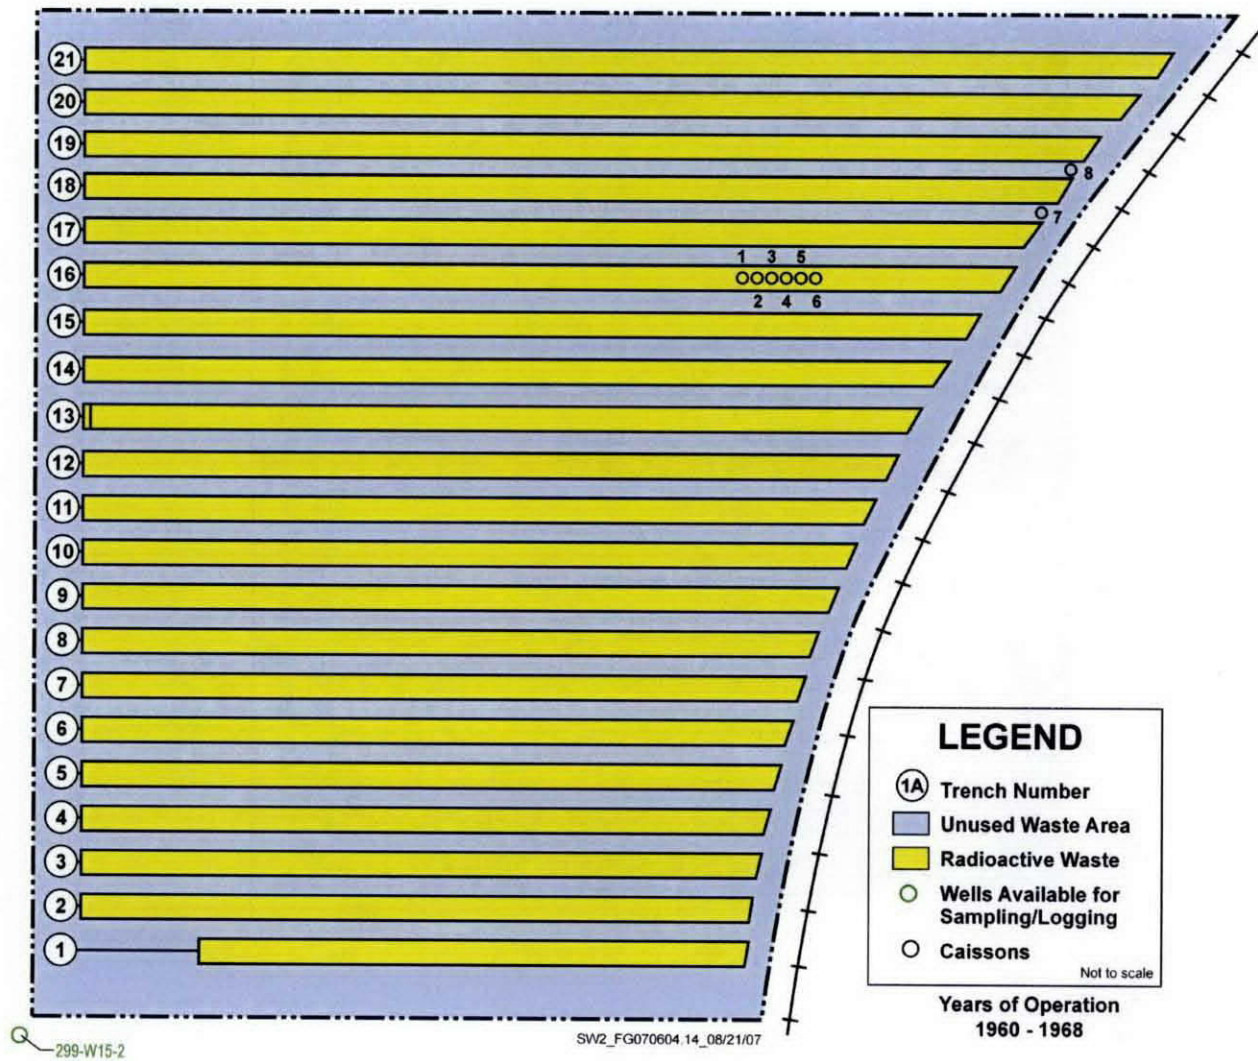 21
20
19
8
18
7
17
1 3 5
16
2 4 6
15
14
13
12
11
10
9
8
7
6
5
4
3
2
1
LEGEND
1A Trench Number
Unused Waste Area
Radioactive Waste
Wells Available for
Sampling/Logging
Caissons
Not to scale
Years of Operation
1960 - 1968
SW2_FG070604.14_08/21/07
299-W15-2